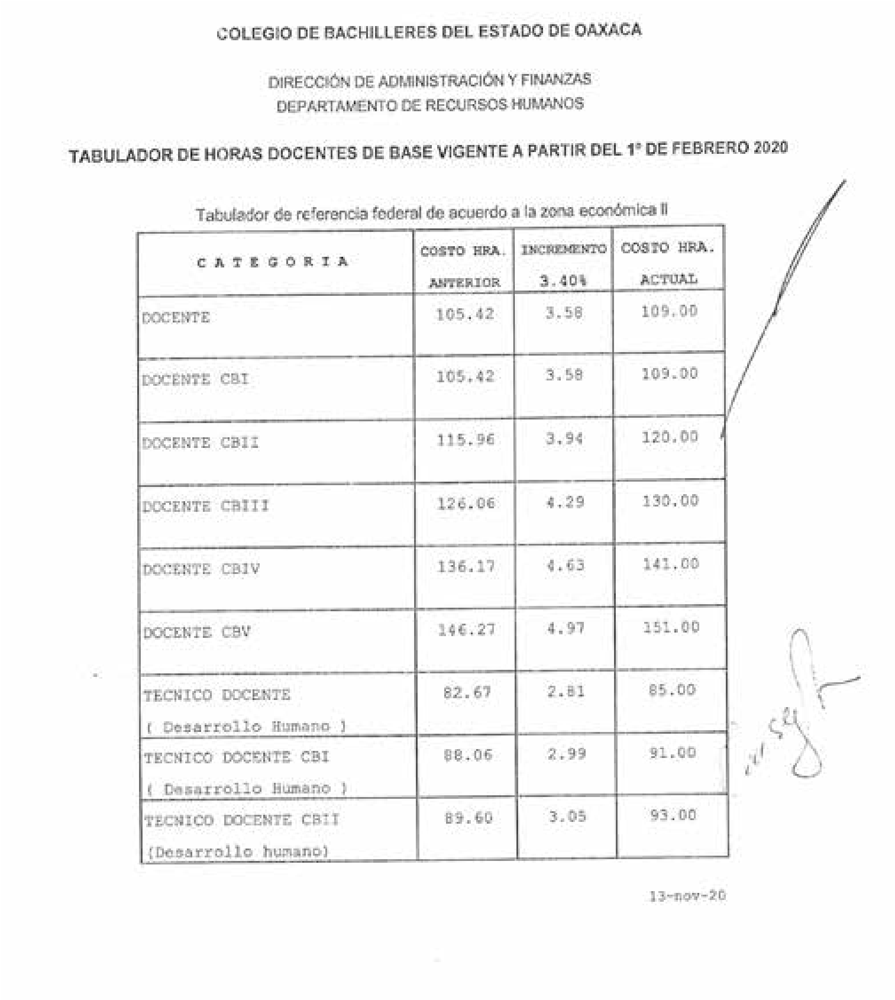 COLEGIO DE BACHILLERES DEL ESTADO DE OAXACA
DIRECCIÓN DE ADMINISTRACIÓN Y FINANZAS
DEPARTAMENTO DE RECURSOS HUMANOS
TABULADOR DE HORAS DOCENTES DE BASE VIGENTE A PARTIR DEL 1° DE FEBRERO 2020
Tabulador de referencia federal de acuerdo a la zona económica II
CATEGORIA COSTO HRA. ANTERIOR INCREMENTO 3.40% COSTO HRA. ACTUAL
DOCENTE 105.42 3.58 109.00
DOCENTE CBI 105.42 3.58 109.00
DOCENTE CBII 115.96 3.94 120.00
DOCENTE CBIII 126.06 4.29 130.00
DOCENTE CBIV 136.17 4.63 141.00
DOCENTE CBV 146.27 4.97 151.00
TECNICO DOCENTE 82.67 2.81 85.00
( Desarrollo Humano )
TECNICO DOCENTE CBI 88.06 2.99 91.00
( Desarrollo Humano )
TECNICO DOCENTE CBII 89.60 3.05 93.00
(Desarrollo humano)
13-nov-20